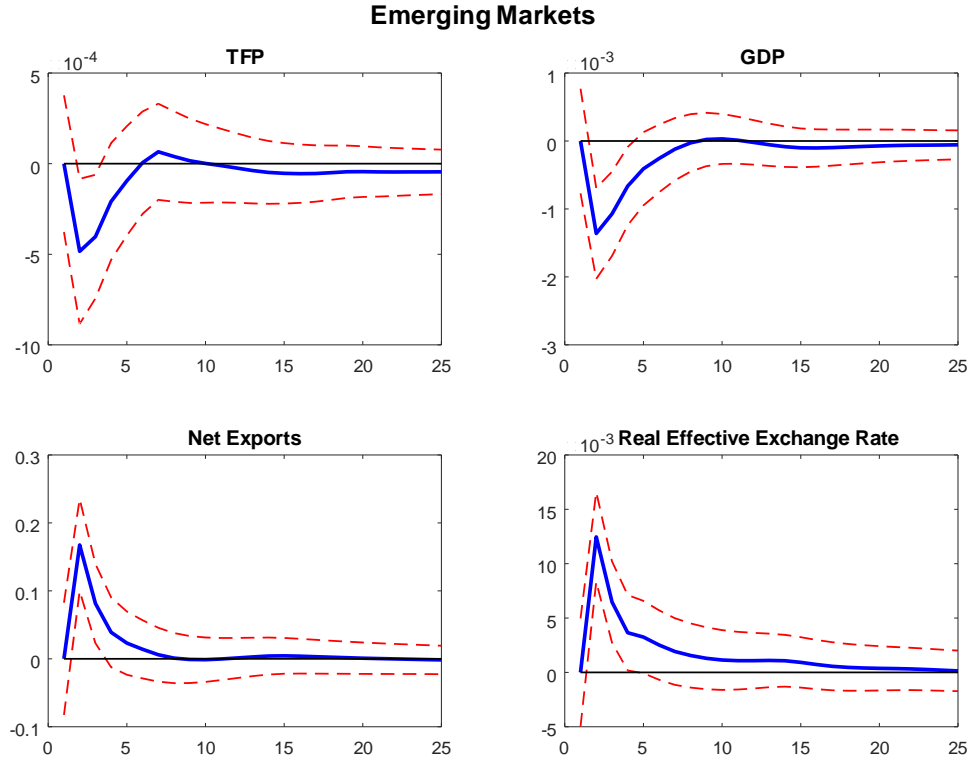 Emerging Markets
TFP
10^-4
5
0
-5
-10
0 5 10 15 20 25
GDP
10^-3
1
0
-1
-2
-3
0 5 10 15 20 25
Net Exports
0.3
0.2
0.1
0
-0.1
0 5 10 15 20 25
Real Effective Exchange Rate
10^-3
20
15
10
5
0
-5
0 5 10 15 20 25